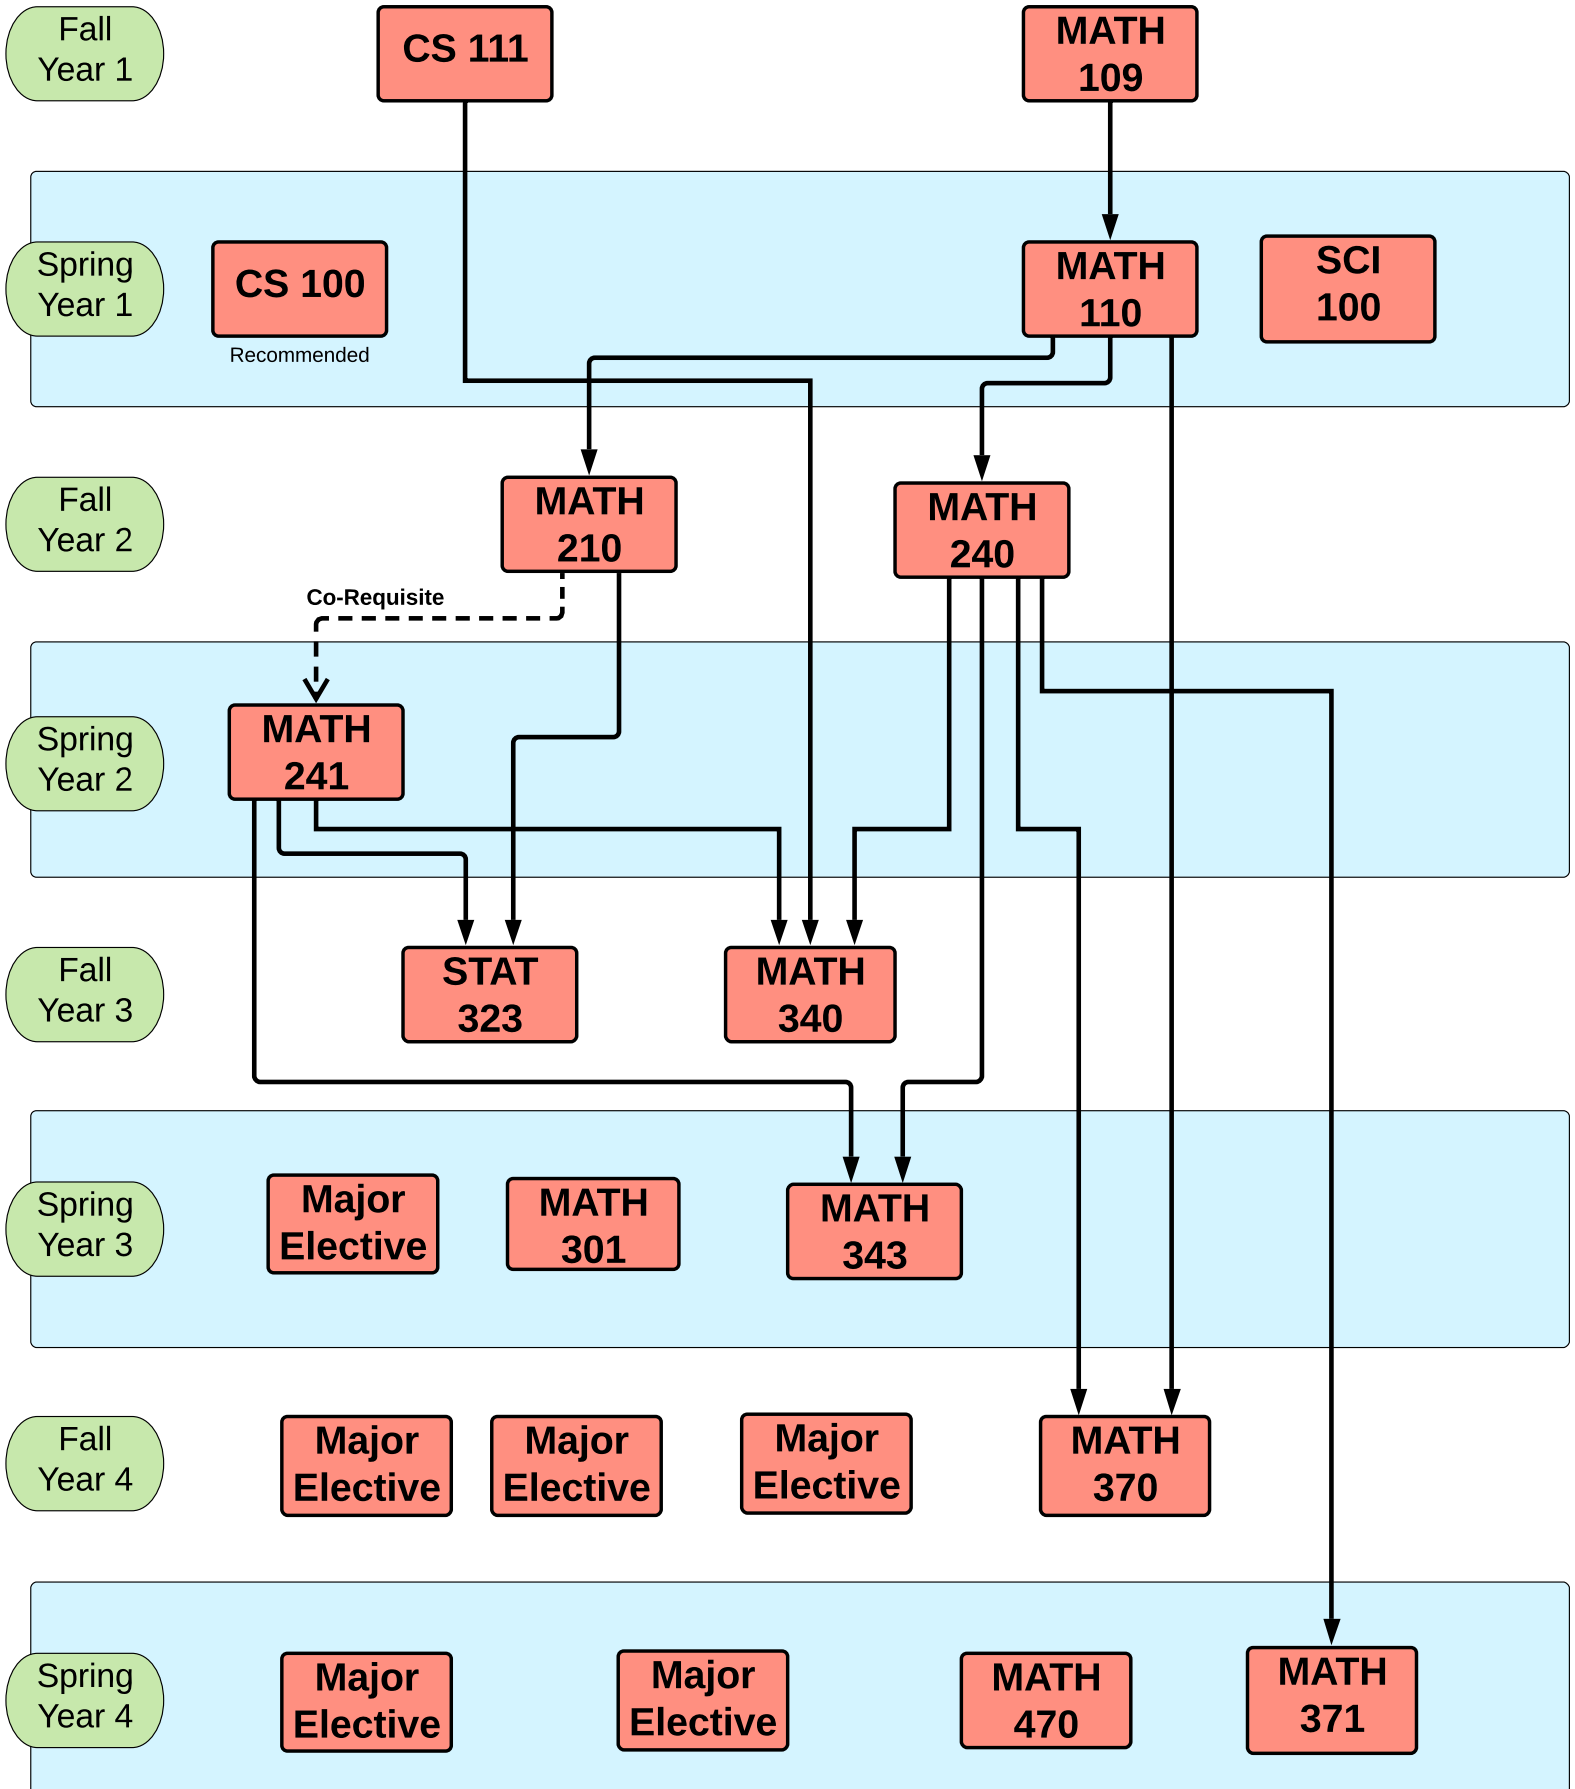 Fall
Year 1
CS 111
MATH
109
Spring
Year 1
CS 100
Recommended
MATH
110
SCI
100
Fall
Year 2
MATH
210
MATH
240
Co-Requisite
Spring
Year 2
MATH
241
Fall
Year 3
STAT
323
MATH
340
Spring
Year 3
Major
Elective
MATH
301
MATH
343
Fall
Year 4
Major
Elective
Major
Elective
Major
Elective
MATH
370
Spring
Year 4
Major
Elective
Major
Elective
MATH
470
MATH
371